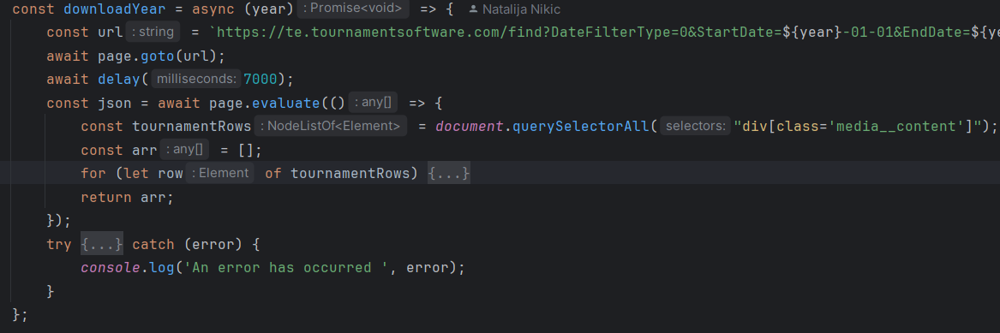 const downloadYear = async (year) : Promise<void> => { Natalija Nikic
const url : string = `https://te.tournamentsoftware.com/find?DateFilterType=0&StartDate=${year}-01-01&EndDate=${ye
await page.goto(url);
await delay( milliseconds: 7000);
const json = await page.evaluate(() : any[] => {
const tournamentRows : NodeListOf<Element> = document.querySelectorAll( selectors: "div[class='media__content']");
const arr : any[] = [];
for (let row : Element of tournamentRows) {...}
return arr;
});
try {...} catch (error) {
console.log('An error has occurred ', error);
}
};